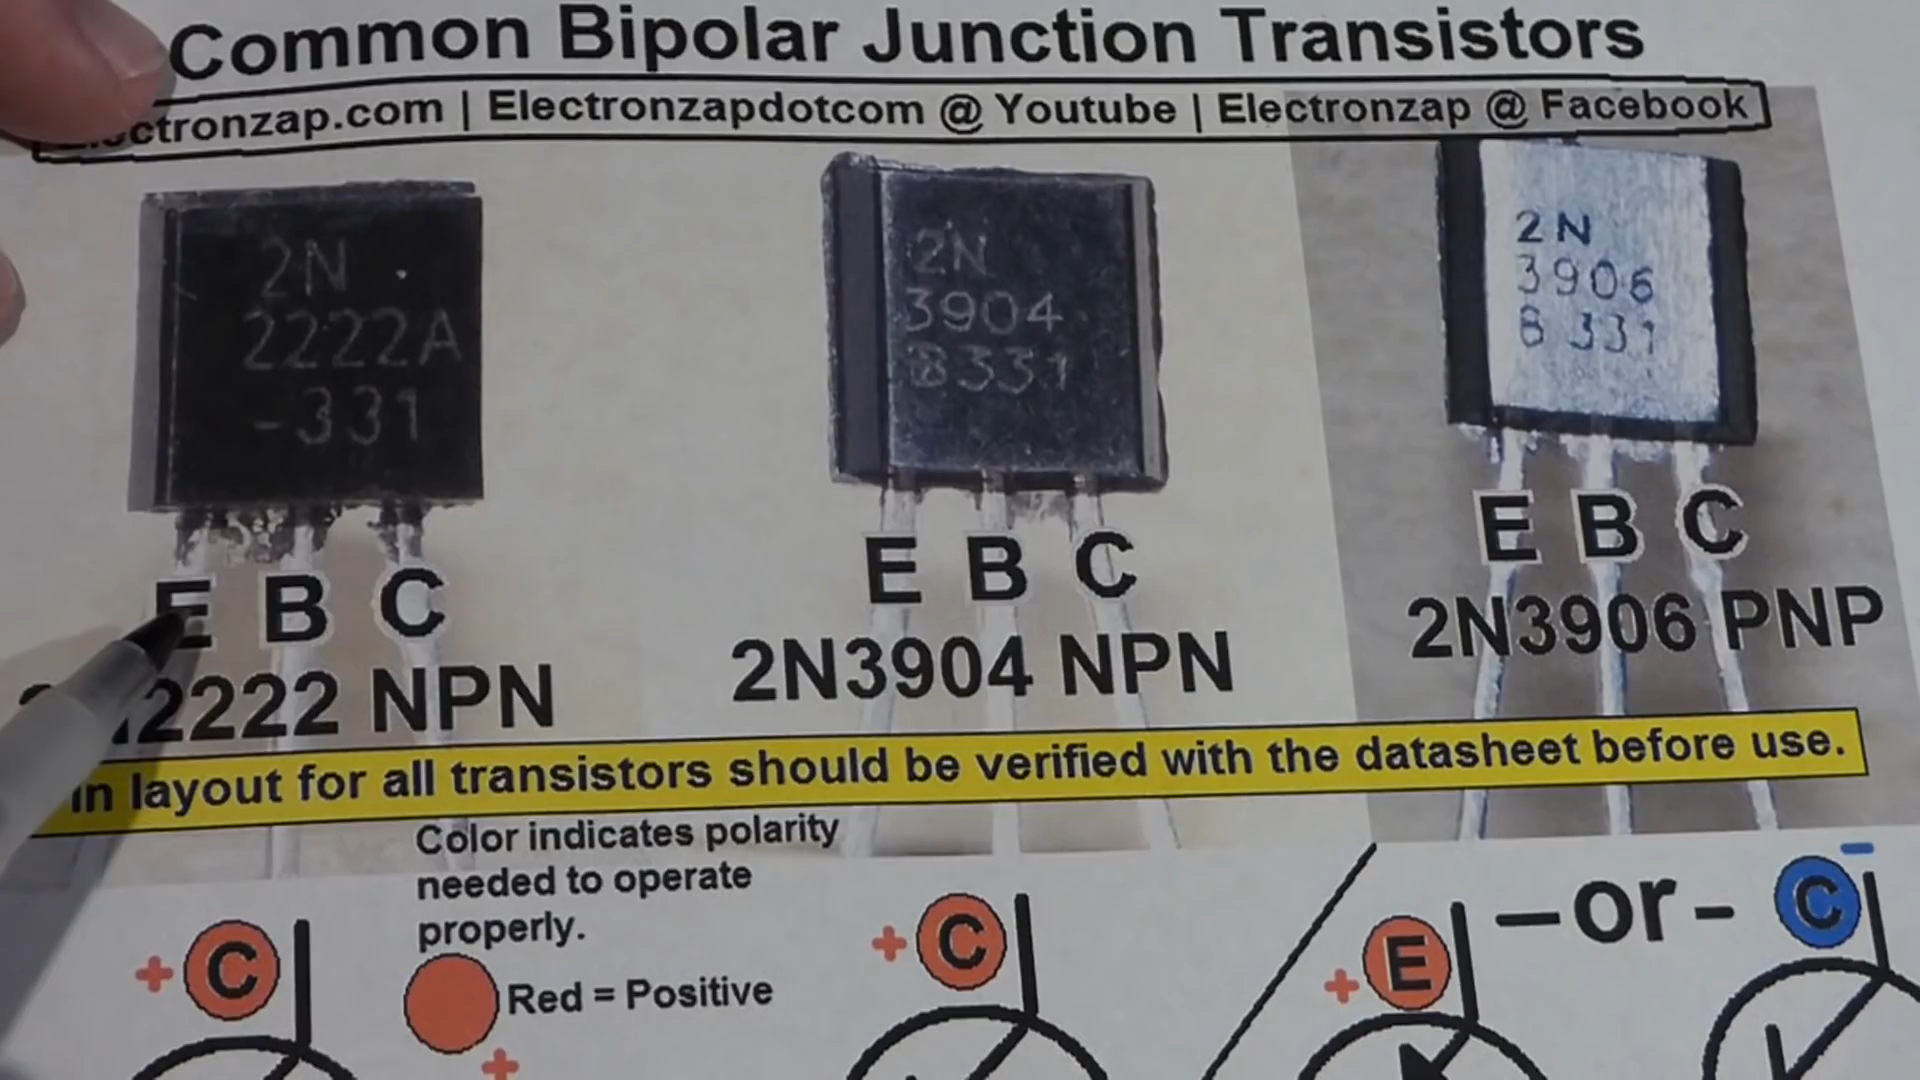 Common Bipolar Junction Transistors
ctronzap.com | Electronzapdotcom @ Youtube | Electronzap @ Facebook
2N
2222A
-331
2N
3904
B331
2N
3906
B 331
E B C
E B C
E B C
2222 NPN
2N3904 NPN
2N3906 PNP
in layout for all transistors should be verified with the datasheet before use.
Color indicates polarity
needed to operate
properly.
Red = Positive
+
+ C
+ C
+ E
-or-
C -